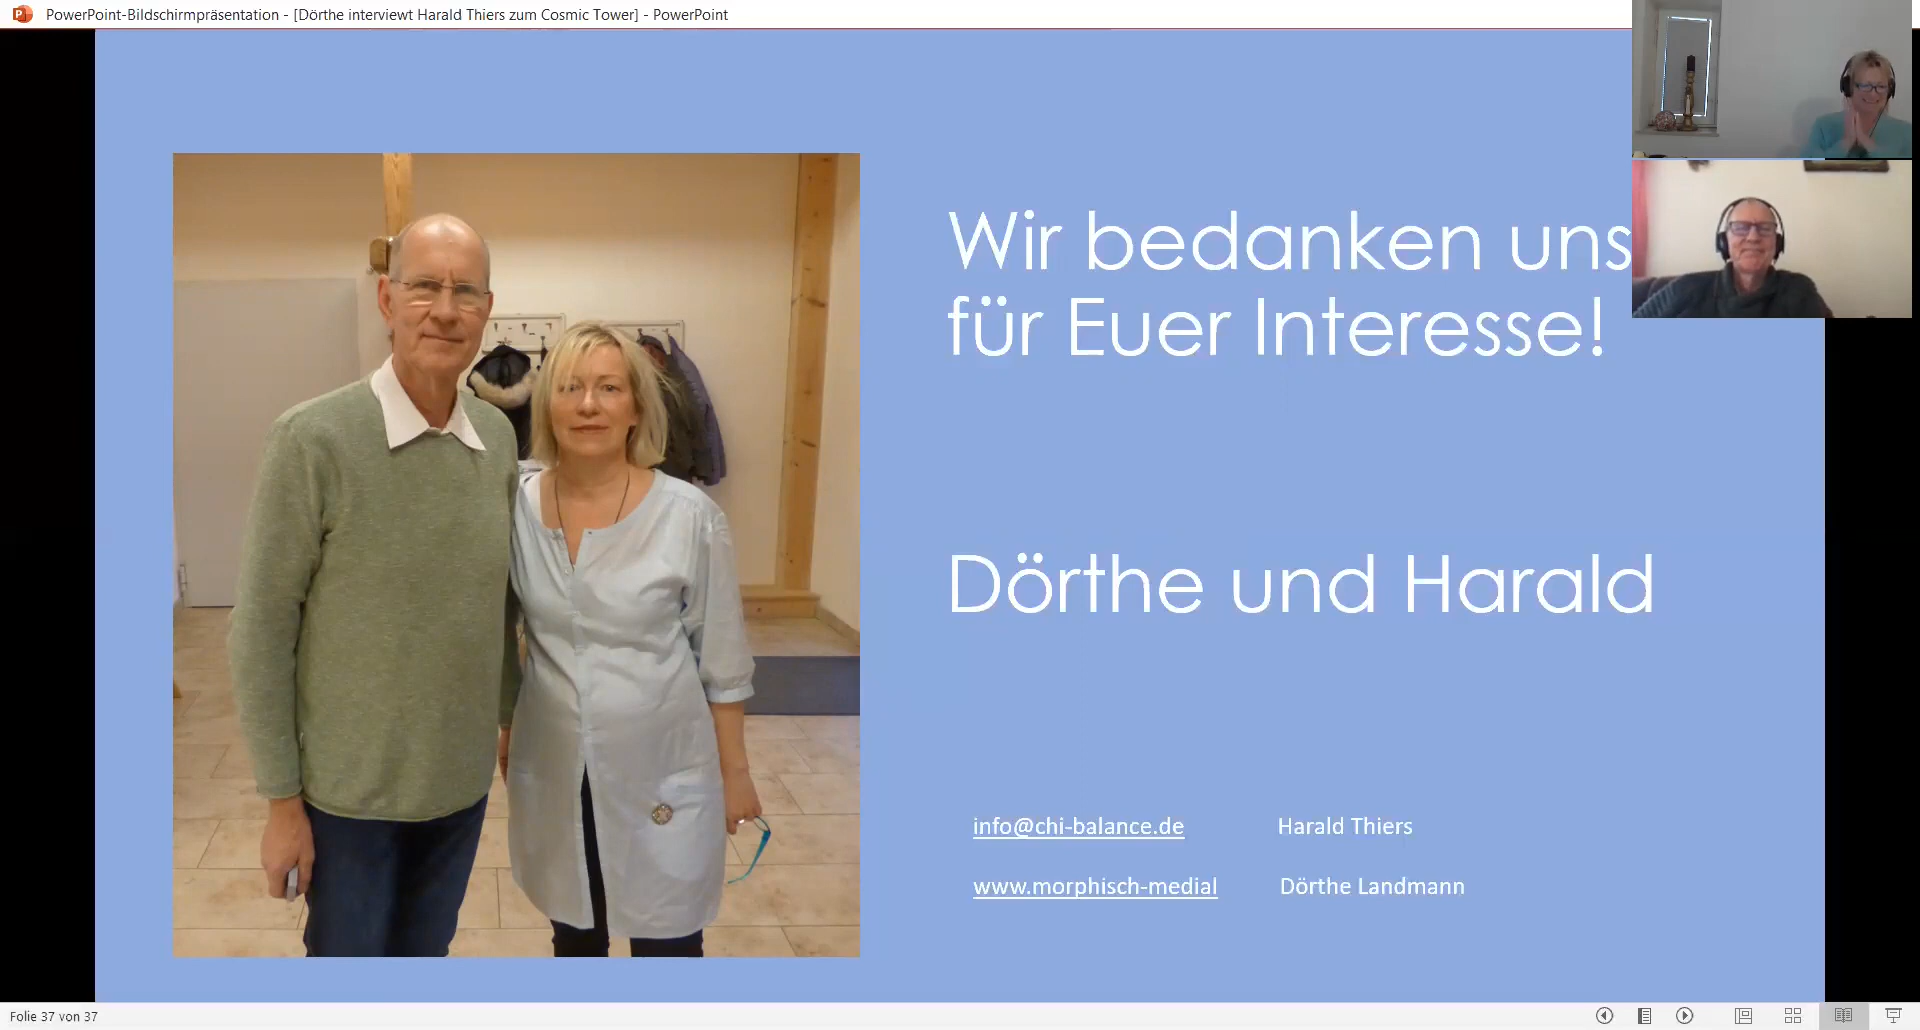 PowerPoint-Bildschirmpräsentation - [Dörthe interviewt Harald Thiers zum Cosmic Tower] - PowerPoint
Wir bedanken uns
für Euer Interesse!
Dörthe und Harald
info@chi-balance.de Harald Thiers
www.morphisch-medial Dörthe Landmann
Folie 37 von 37